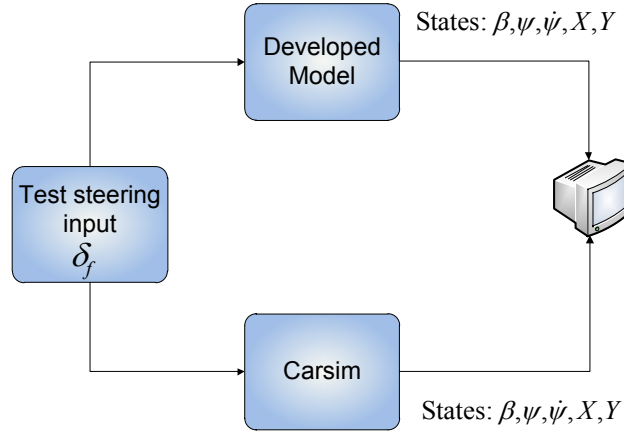 Developed
Model
States: β,ψ,ψ̇,X,Y
Test steering
input
δ_f
Carsim
States: β,ψ,ψ̇,X,Y